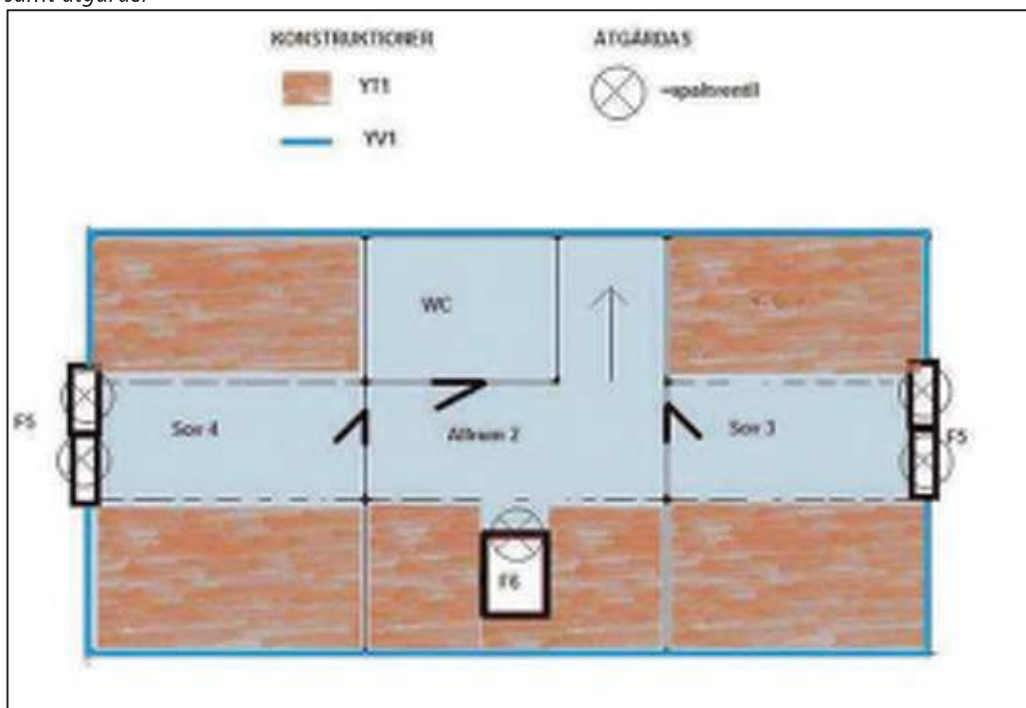 samt åtgärder
KONSTRUKTIONER
ÅTGÄRDAS
YT1
=spaltventil
YV1
WC
F5
Sov 4
Allrum 2
Sov 3
F5
F6